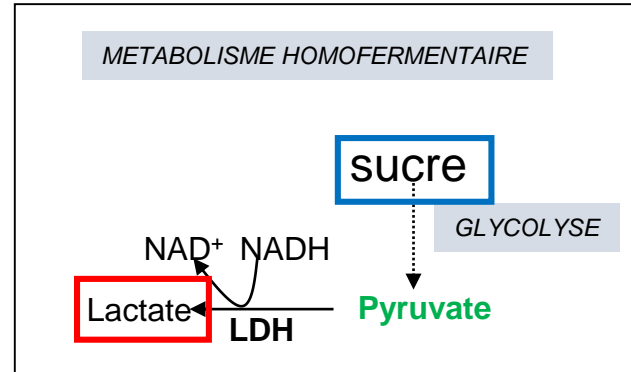 METABOLISME HOMOFERMENTAIRE
sucre
GLYCOLYSE
NAD⁺ NADH
Lactate
LDH
Pyruvate